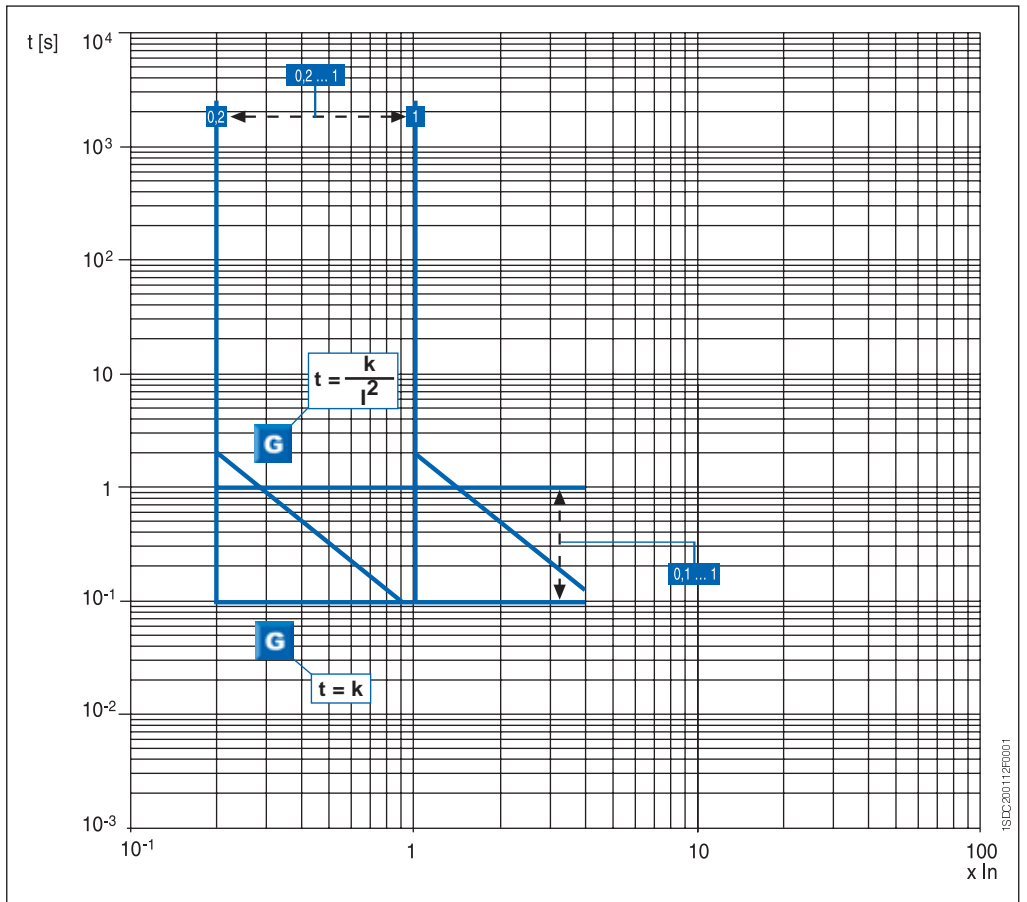 t [s]
10⁴
0,2 ... 1
0,2
1
10³
10²
t = k / I²
10
G
1
0,1 ... 1
10⁻¹
G
t = k
10⁻²
10⁻³
10⁻¹
1
10
100
x In
1SDC200112F0001